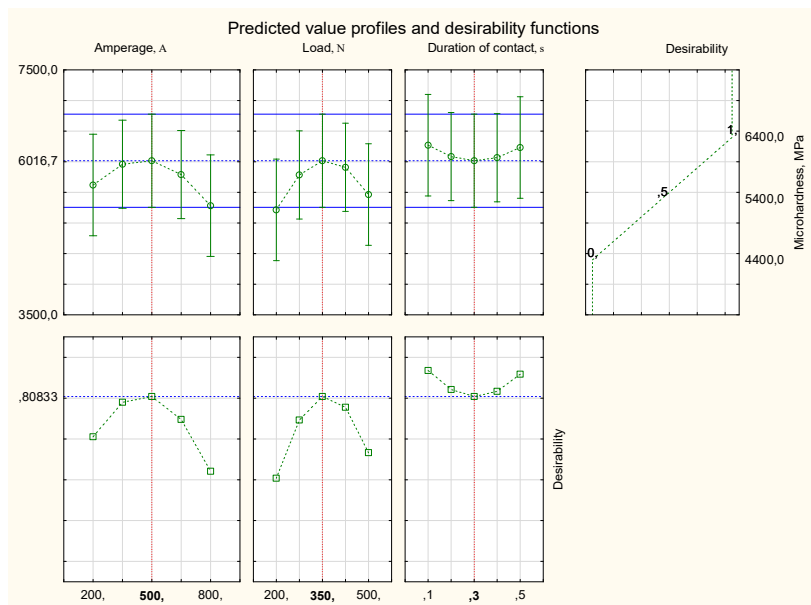 Predicted value profiles and desirability functions
Amperage, A
Load, N
Duration of contact, s
Desirability
7500,0
6016,7
3500,0
1,
,5
0,
6400,0
5400,0
4400,0
Microhardness, MPa
,80833
Desirability
200, 500, 800,
200, 350, 500,
,1 ,3 ,5